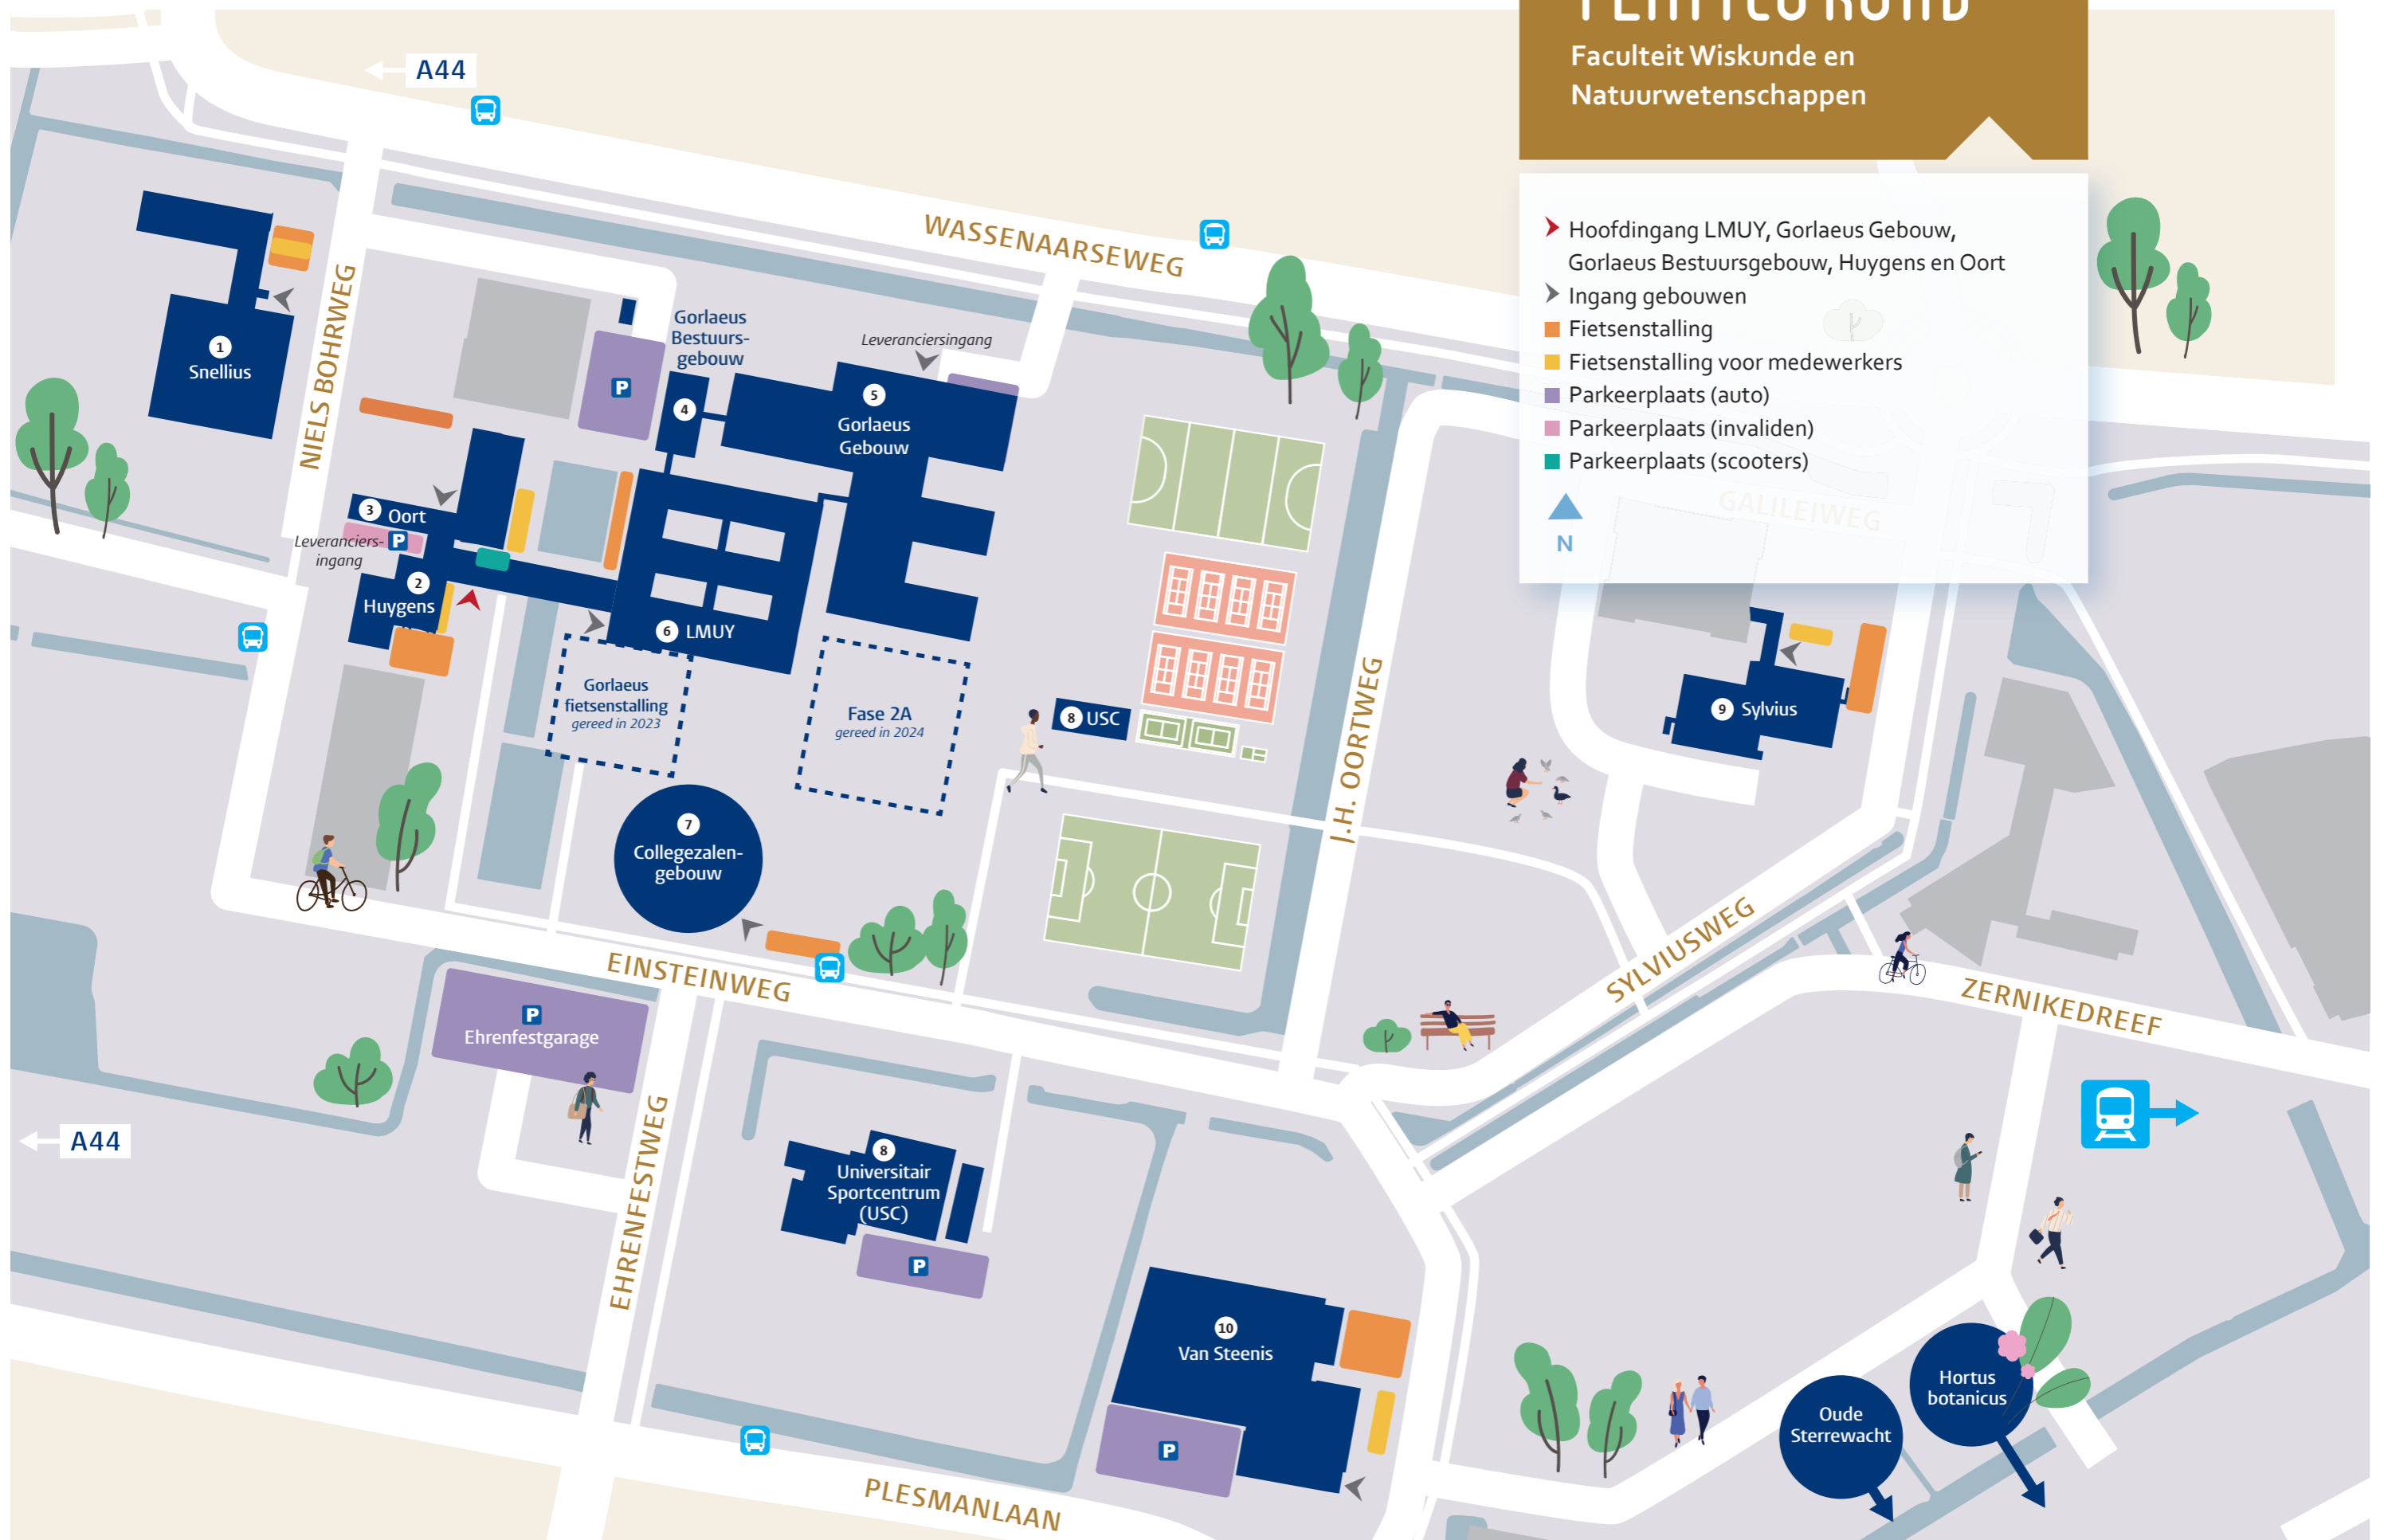 PLATTEGROND
Faculteit Wiskunde en
Natuurwetenschappen
Hoofdingang LMUY, Gorlaeus Gebouw,
Gorlaeus Bestuursgebouw, Huygens en Oort
Ingang gebouwen
Fietsenstalling
Fietsenstalling voor medewerkers
Parkeerplaats (auto)
Parkeerplaats (invaliden)
Parkeerplaats (scooters)
N
GALILEIWEG
A44
WASSENAARSEWEG
NIELS BOHRWEG
1
Snellius
P
Gorlaeus
Bestuurs-
gebouw
4
Leveranciersingang
5
Gorlaeus
Gebouw
3 Oort
P
Leveranciers-
ingang
2
Huygens
6 LMUY
Gorlaeus
fietsenstalling
gereed in 2023
Fase 2A
gereed in 2024
8 USC
J.H. OORTWEG
9 Sylvius
7
Collegezalen-
gebouw
EINSTEINWEG
SYLVIUSWEG
ZERNIKEDREEF
P
Ehrenfestgarage
A44
EHRENFESTWEG
8
Universitair
Sportcentrum
(USC)
P
10
Van Steenis
P
Hortus
botanicus
Oude
Sterrewacht
PLESMANLAAN